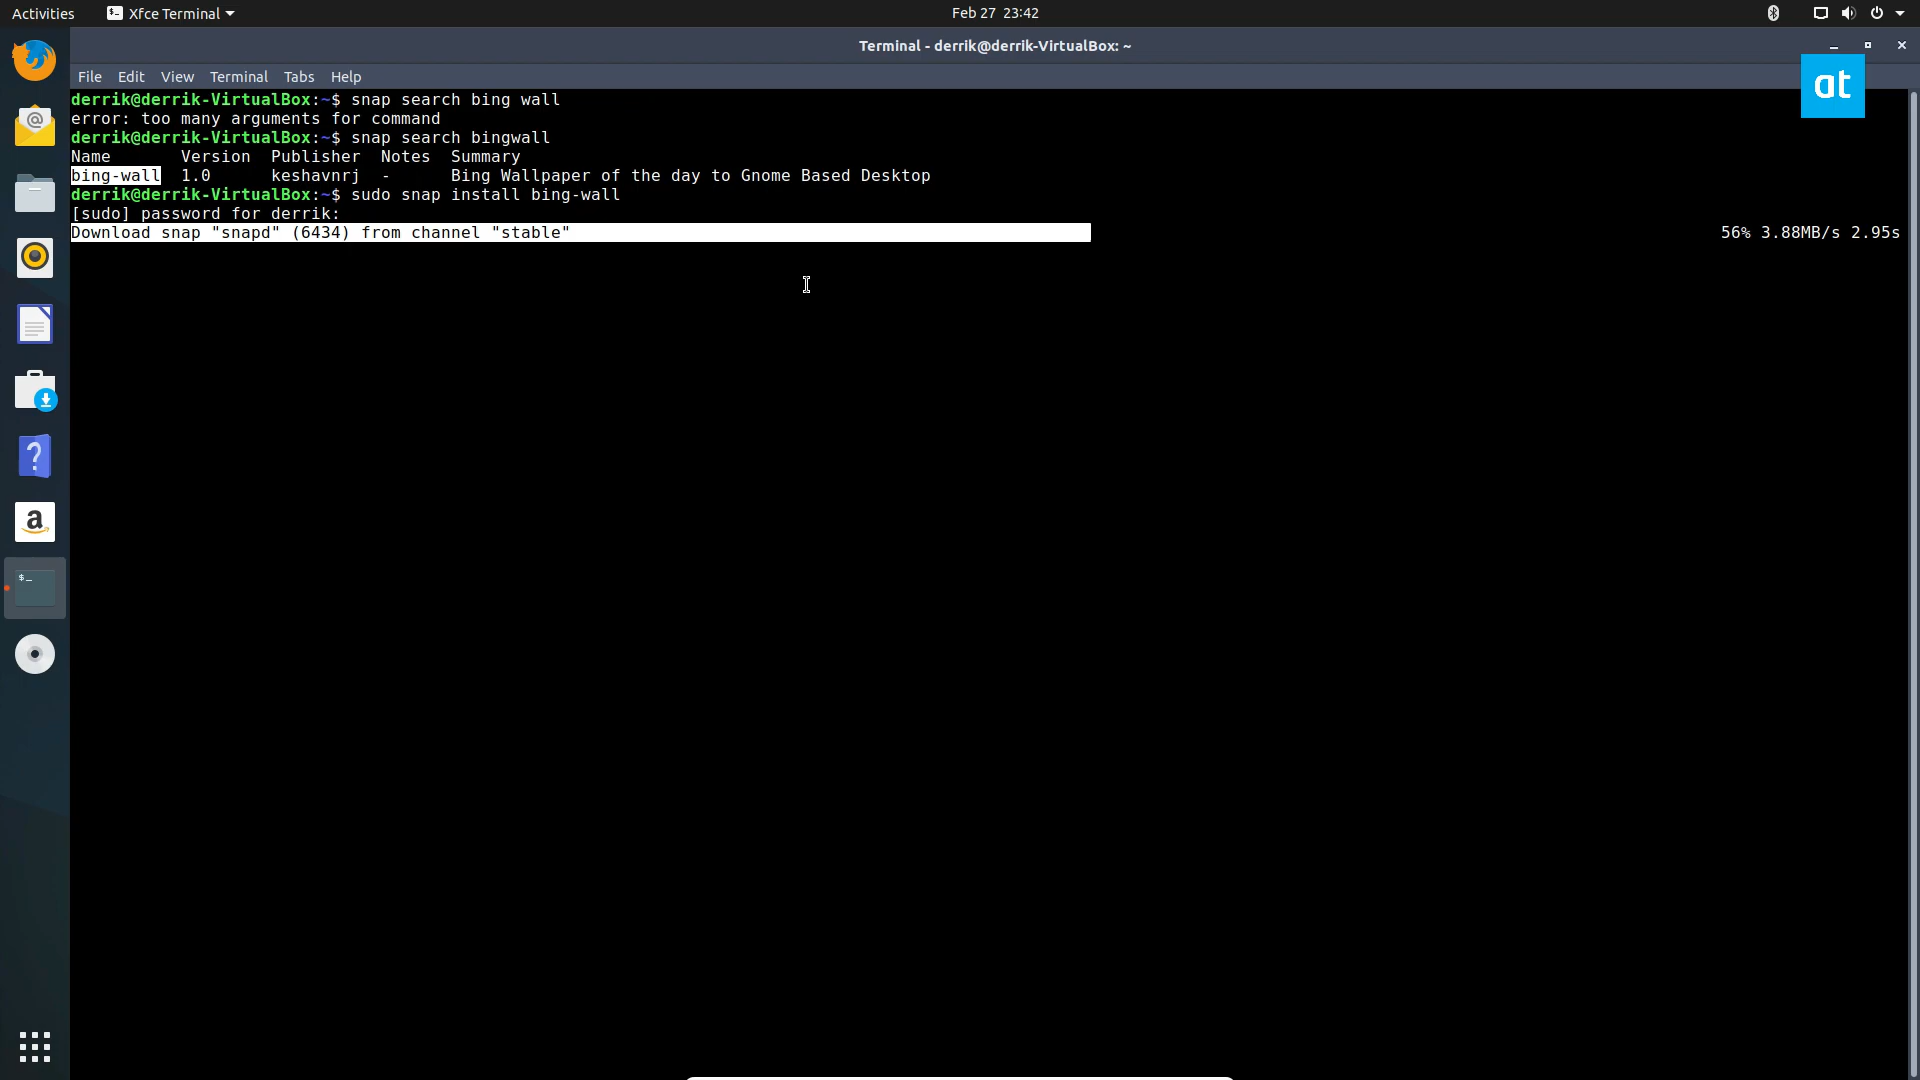 Activities Xfce Terminal Feb 27 23:42
Terminal - derrik@derrik-VirtualBox: ~
at
File Edit View Terminal Tabs Help
derrik@derrik-VirtualBox:~$ snap search bing wall
error: too many arguments for command
derrik@derrik-VirtualBox:~$ snap search bingwall
Name Version Publisher Notes Summary
bing-wall 1.0 keshavnrj - Bing Wallpaper of the day to Gnome Based Desktop
derrik@derrik-VirtualBox:~$ sudo snap install bing-wall
[sudo] password for derrik:
Download snap "snapd" (6434) from channel "stable" 56% 3.88MB/s 2.95s